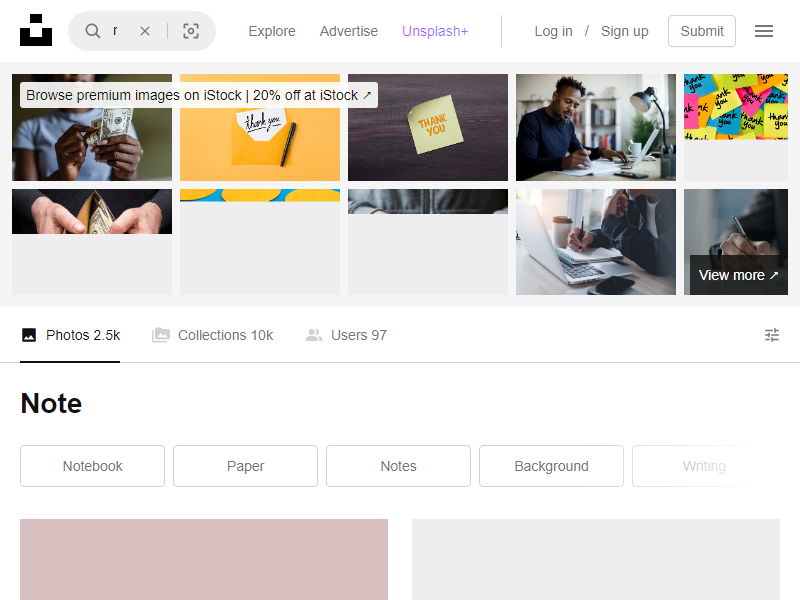 r
Explore
Advertise
Unsplash+
Log in / Sign up
Submit
Browse premium images on iStock | 20% off at iStock ↗
thank you
THANK YOU
thank you
View more ↗
Photos 2.5k
Collections 10k
Users 97
Note
Notebook
Paper
Notes
Background
Writing